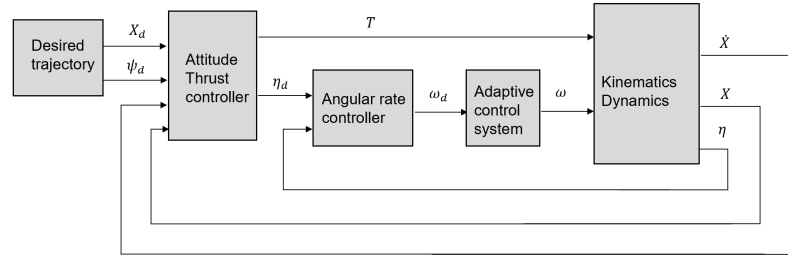 Desired
trajectory
X_d
ψ_d
Attitude
Thrust
controller
T
η_d
Angular rate
controller
ω_d
Adaptive
control
system
ω
Kinematics
Dynamics
Ẋ
X
η